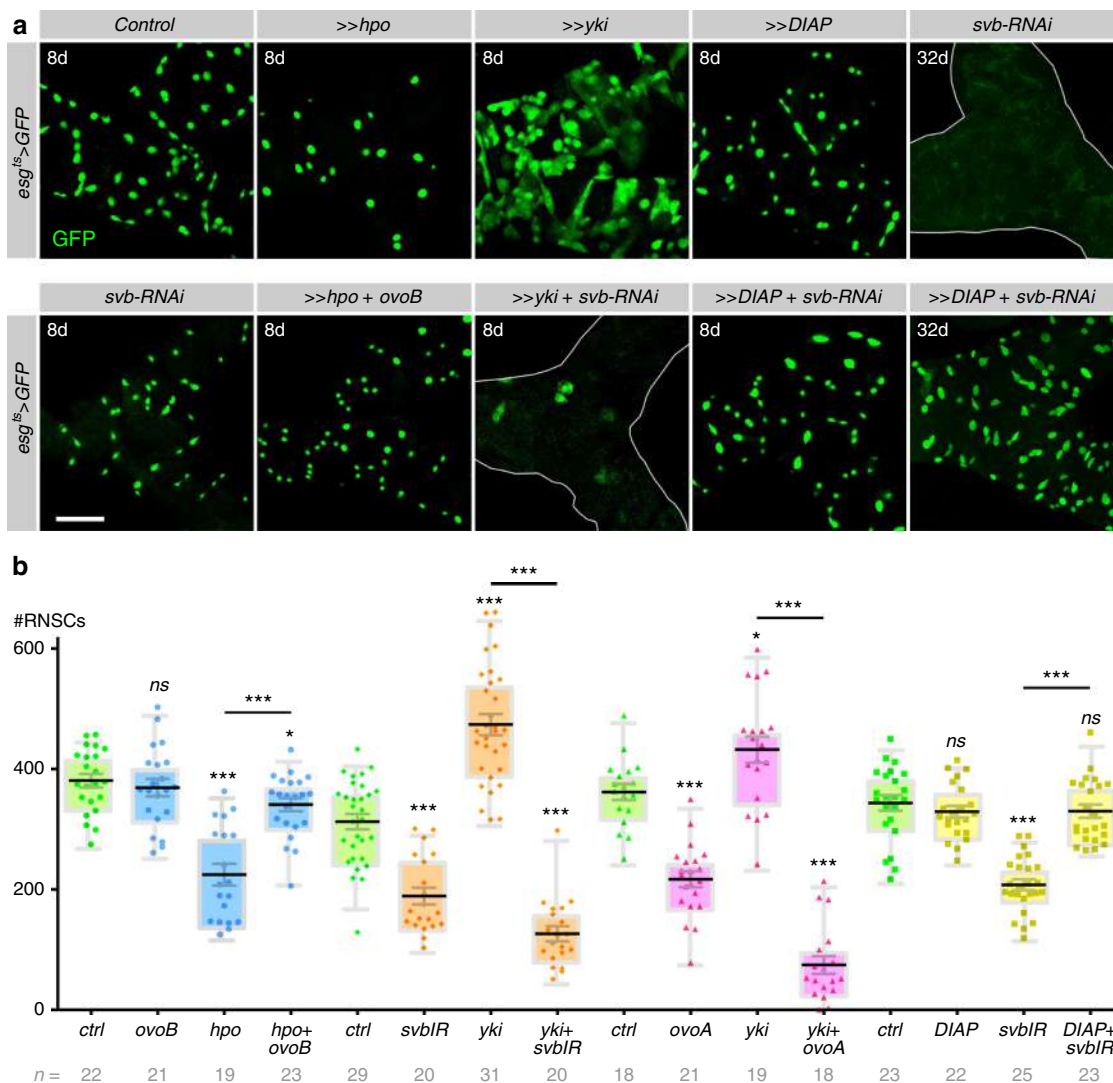 a
Control
>>hpo
>>yki
>>DIAP
svb-RNAi
esgts>GFP
8d
8d
8d
8d
32d
GFP
svb-RNAi
>>hpo + ovoB
>>yki + svb-RNAi
>>DIAP + svb-RNAi
>>DIAP + svb-RNAi
esgts>GFP
8d
8d
8d
8d
32d
b
#RNSCs
600
400
200
0
ns
***
***
*
***
***
***
***
***
*
***
***
ns
***
***
ns
ctrl
ovoB
hpo
hpo+
ovoB
ctrl
svbIR
yki
yki+
svbIR
ctrl
ovoA
yki
yki+
ovoA
ctrl
DIAP
svbIR
DIAP+
svbIR
n = 22 21 19 23 29 20 31 20 18 21 19 18 23 22 25 23